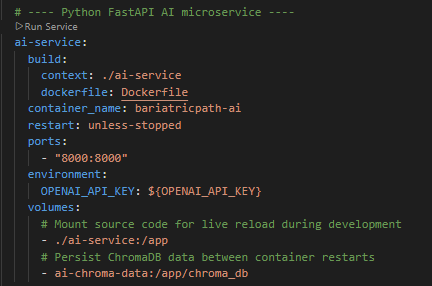 # ---- Python FastAPI AI microservice ----
▷Run Service
ai-service:
build:
context: ./ai-service
dockerfile: Dockerfile
container_name: bariatricpath-ai
restart: unless-stopped
ports:
- "8000:8000"
environment:
OPENAI_API_KEY: ${OPENAI_API_KEY}
volumes:
# Mount source code for live reload during development
- ./ai-service:/app
# Persist ChromaDB data between container restarts
- ai-chroma-data:/app/chroma_db